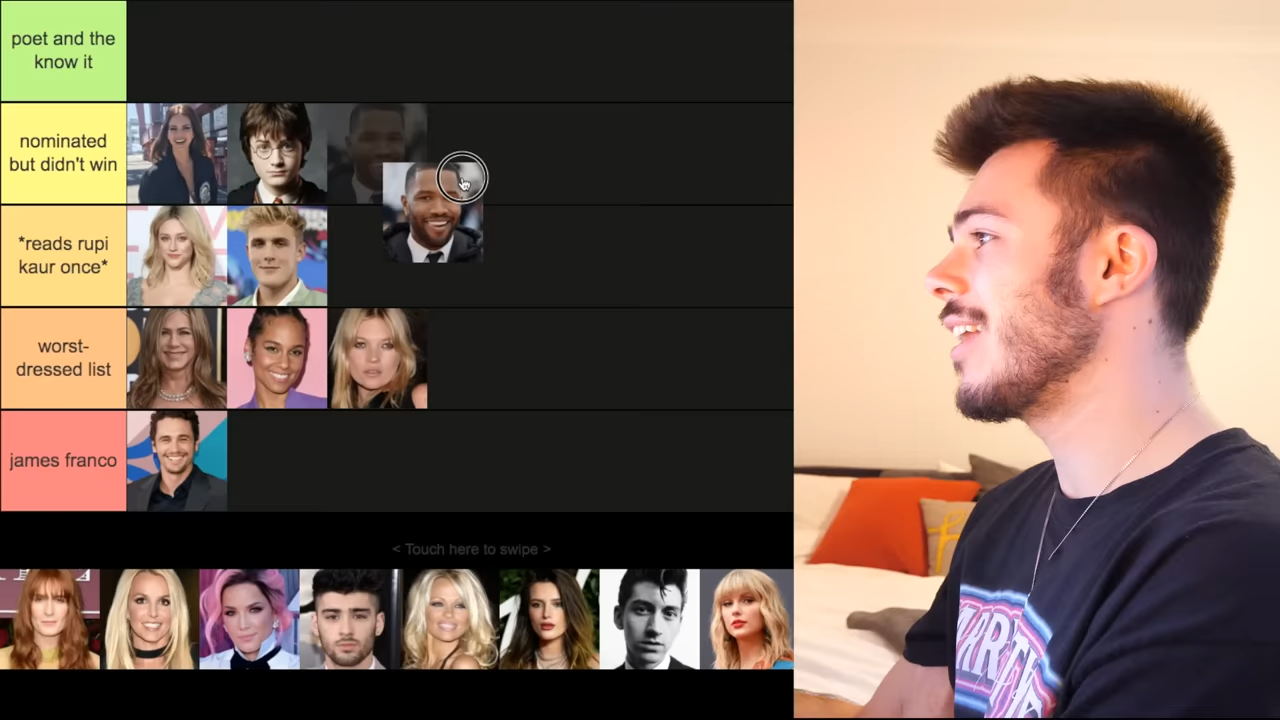 poet and the
know it
nominated
but didn't win
*reads rupi
kaur once*
worst-
dressed list
james franco
< Touch here to swipe >